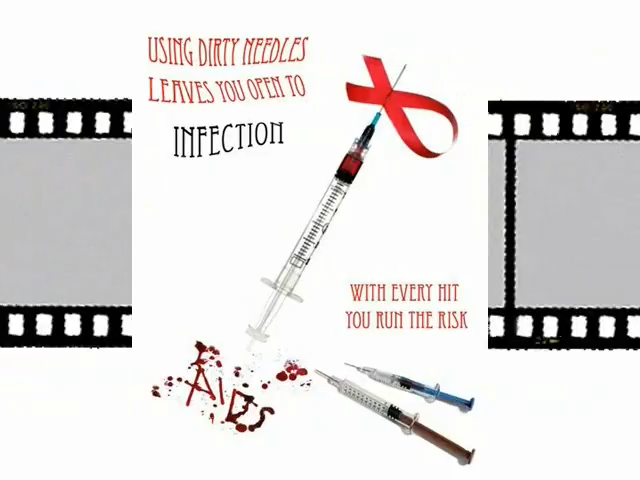 USING DIRTY NEEDLES
LEAVES YOU OPEN TO
INFECTION
WITH EVERY HIT
YOU RUN THE RISK
AIDS